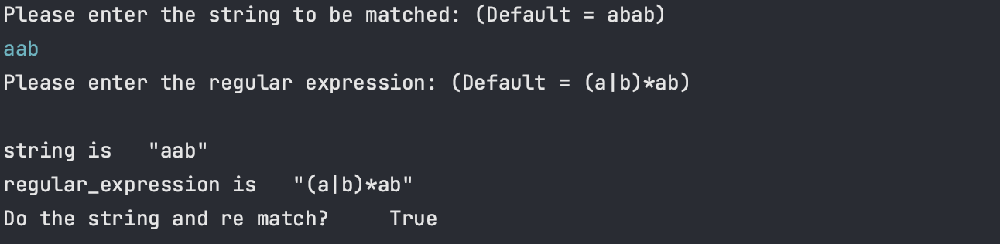 Please enter the string to be matched: (Default = abab)
aab
Please enter the regular expression: (Default = (a|b)*ab)
string is   "aab"
regular_expression is   "(a|b)*ab"
Do the string and re match?     True